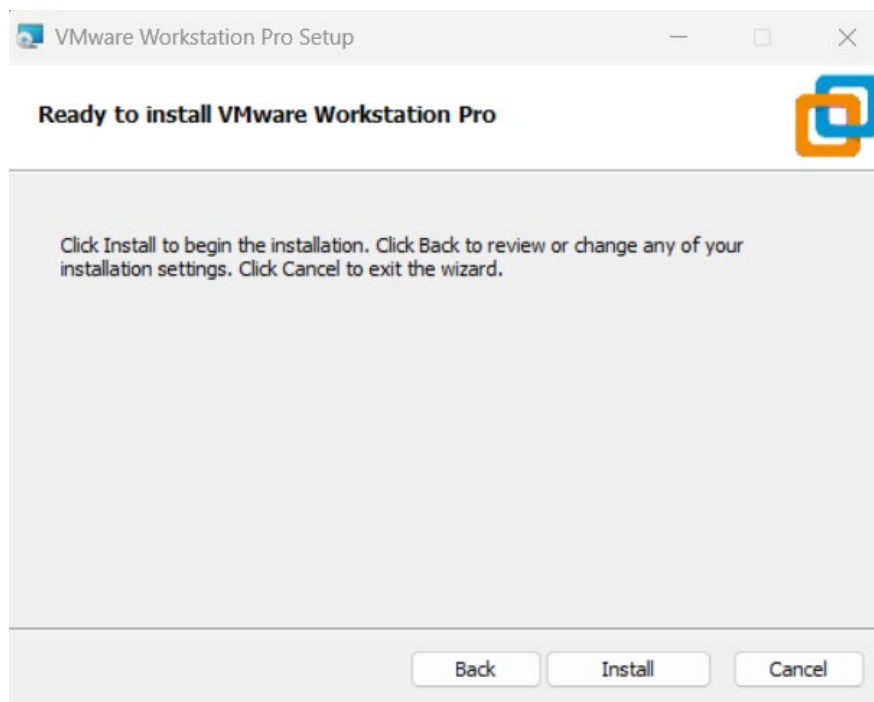 VMware Workstation Pro Setup
Ready to install VMware Workstation Pro
Click Install to begin the installation. Click Back to review or change any of your
installation settings. Click Cancel to exit the wizard.
Back Install Cancel